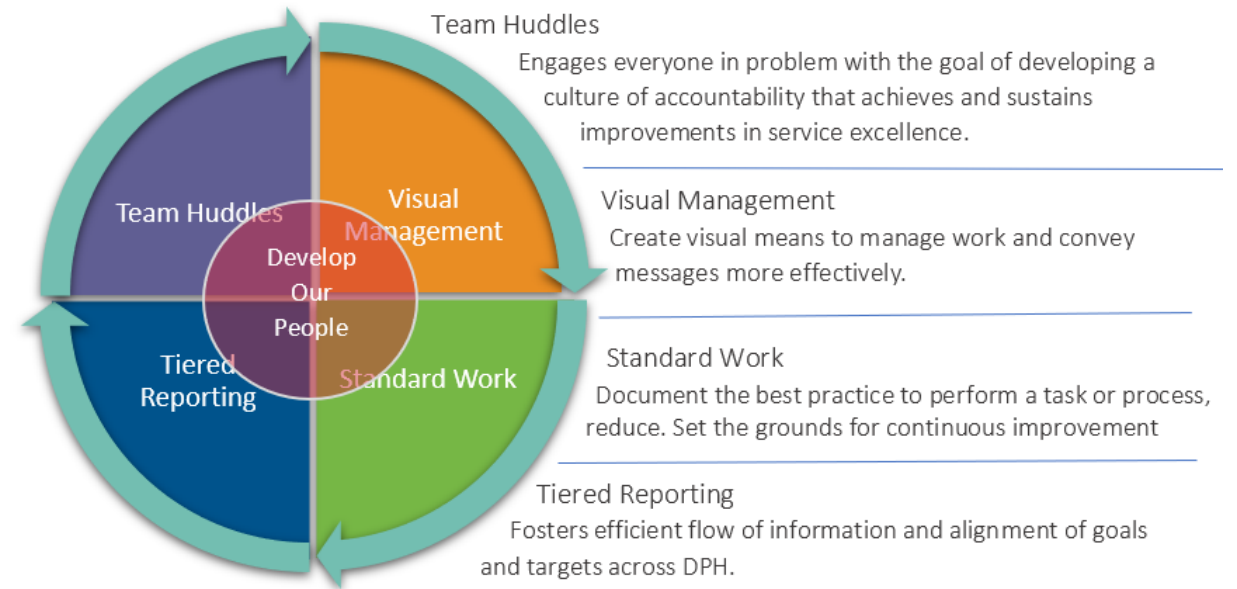 Team Huddles
Visual
Management
Develop
Our
People
Tiered
Reporting
Standard Work
Team Huddles
Engages everyone in problem with the goal of developing a
culture of accountability that achieves and sustains
improvements in service excellence.
Visual Management
Create visual means to manage work and convey
messages more effectively.
Standard Work
Document the best practice to perform a task or process,
reduce. Set the grounds for continuous improvement
Tiered Reporting
Fosters efficient flow of information and alignment of goals
and targets across DPH.